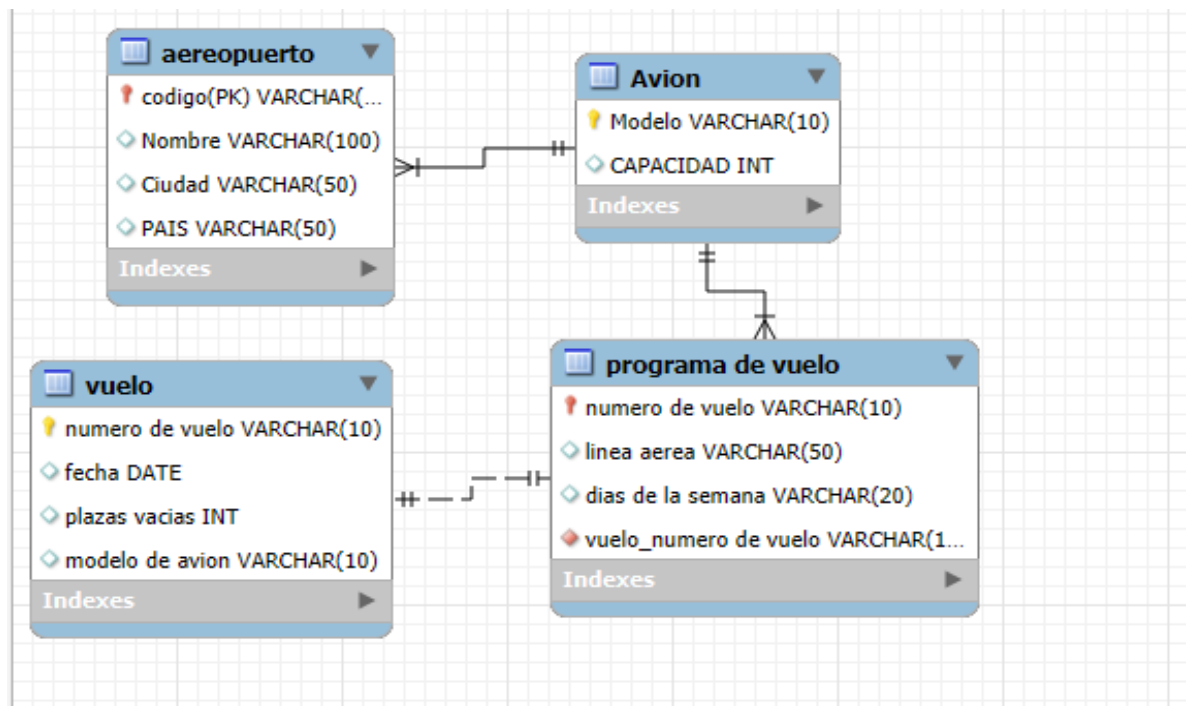 aereopuerto
codigo(PK) VARCHAR(...
Nombre VARCHAR(100)
Ciudad VARCHAR(50)
PAIS VARCHAR(50)
Indexes
Avion
Modelo VARCHAR(10)
CAPACIDAD INT
Indexes
vuelo
numero de vuelo VARCHAR(10)
fecha DATE
plazas vacias INT
modelo de avion VARCHAR(10)
Indexes
programa de vuelo
numero de vuelo VARCHAR(10)
linea aerea VARCHAR(50)
dias de la semana VARCHAR(20)
vuelo_numero de vuelo VARCHAR(1...
Indexes